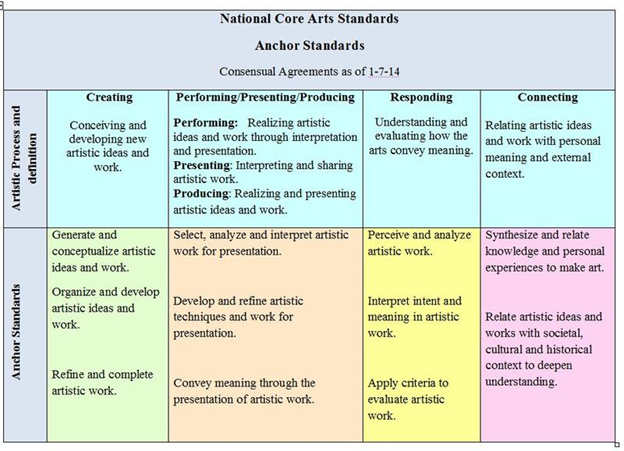 National Core Arts Standards
Anchor Standards
Consensual Agreements as of 1-7-14
Artistic Process and
definition
Creating
Conceiving and
developing new
artistic ideas and
work.
Performing/Presenting/Producing
Performing: Realizing artistic
ideas and work through interpretation
and presentation.
Presenting: Interpreting and sharing
artistic work.
Producing: Realizing and presenting
artistic ideas and work.
Responding
Understanding and
evaluating how the
arts convey meaning.
Connecting
Relating artistic ideas
and work with personal
meaning and external
context.
Anchor Standards
Generate and
conceptualize artistic
ideas and work.
Organize and develop
artistic ideas and
work.
Refine and complete
artistic work.
Select, analyze and interpret artistic
work for presentation.
Develop and refine artistic
techniques and work for
presentation.
Convey meaning through the
presentation of artistic work.
Perceive and analyze
artistic work.
Interpret intent and
meaning in artistic
work.
Apply criteria to
evaluate artistic
work.
Synthesize and relate
knowledge and personal
experiences to make art.
Relate artistic ideas and
works with societal,
cultural and historical
context to deepen
understanding.